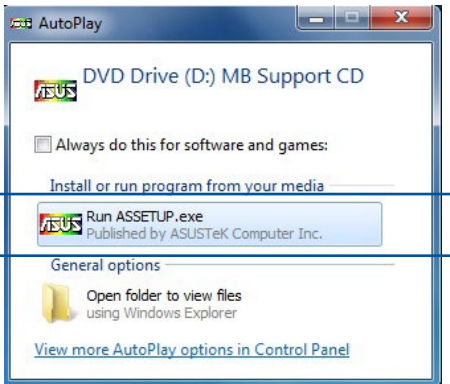 AutoPlay
DVD Drive (D:) MB Support CD
ASUS
Always do this for software and games:
Install or run program from your media
ASUS
Run ASSETUP.exe
Published by ASUSTeK Computer Inc.
General options
Open folder to view files
using Windows Explorer
View more AutoPlay options in Control Panel